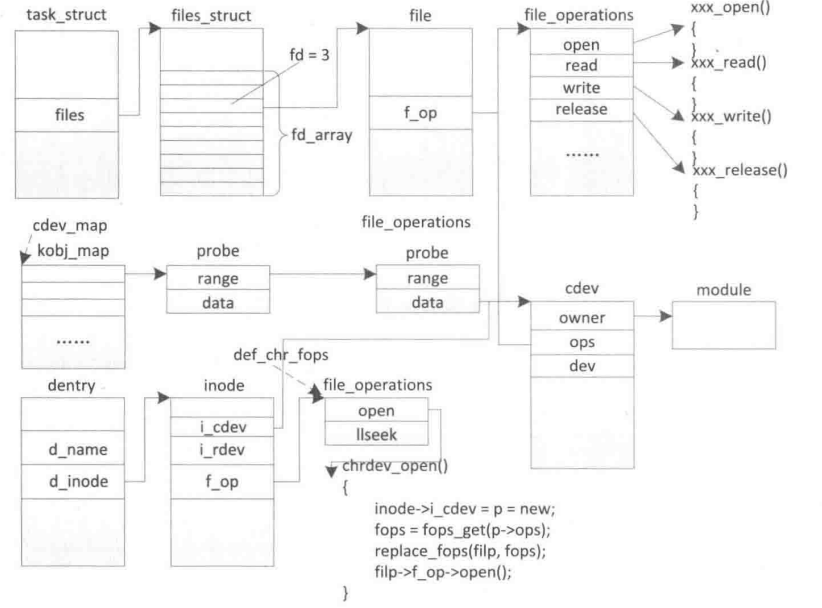 task_struct
files
files_struct
fd = 3
fd_array
file
f_op
file_operations
open
read
write
release
......
xxx_open()
{
}
xxx_read()
{
}
xxx_write()
{
}
xxx_release()
{
}
cdev_map
kobj_map
......
probe
range
data
file_operations
probe
range
data
cdev
owner
ops
dev
module
dentry
d_name
d_inode
inode
i_cdev
i_rdev
f_op
def_chr_fops
file_operations
open
llseek
chrdev_open()
{
inode->i_cdev = p = new;
fops = fops_get(p->ops);
replace_fops(filp, fops);
filp->f_op->open();
}